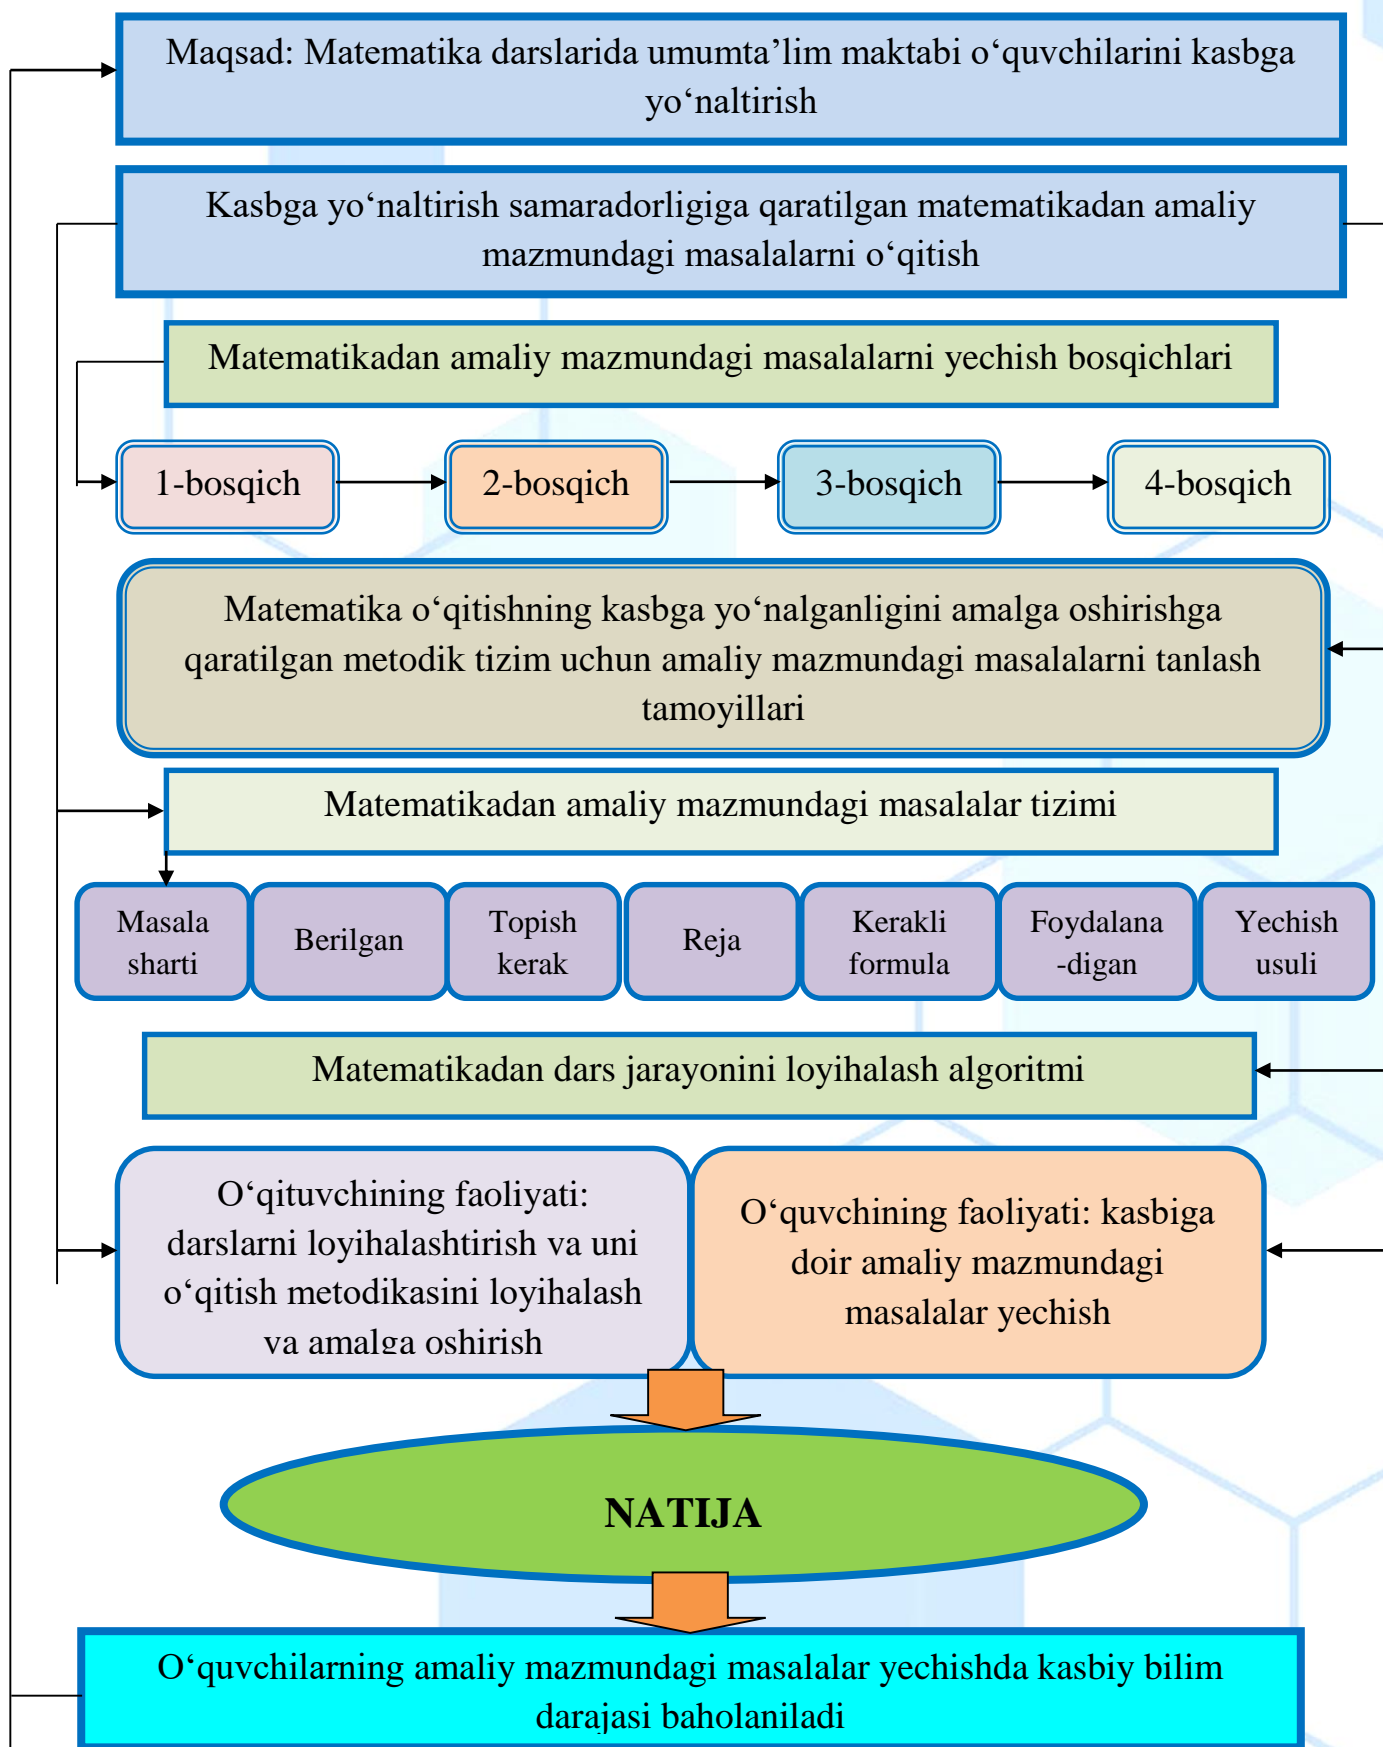 Maqsad: Matematika darslarida umumta’lim maktabi o‘quvchilarini kasbga
yo‘naltirish
Kasbga yo‘naltirish samaradorligiga qaratilgan matematikadan amaliy
mazmundagi masalalarni o‘qitish
Matematikadan amaliy mazmundagi masalalarni yechish bosqichlari
1-bosqich
2-bosqich
3-bosqich
4-bosqich
Matematika o‘qitishning kasbga yo‘nalganligini amalga oshirishga
qaratilgan metodik tizim uchun amaliy mazmundagi masalalarni tanlash
tamoyillari
Matematikadan amaliy mazmundagi masalalar tizimi
Masala
sharti
Berilgan
Topish
kerak
Reja
Kerakli
formula
Foydalana
-digan
Yechish
usuli
Matematikadan dars jarayonini loyihalash algoritmi
O‘qituvchining faoliyati:
darslarni loyihalashtirish va uni
o‘qitish metodikasini loyihalash
va amalga oshirish
O‘quvchining faoliyati: kasbiga
doir amaliy mazmundagi
masalalar yechish
NATIJA
O‘quvchilarning amaliy mazmundagi masalalar yechishda kasbiy bilim
darajasi baholaniladi